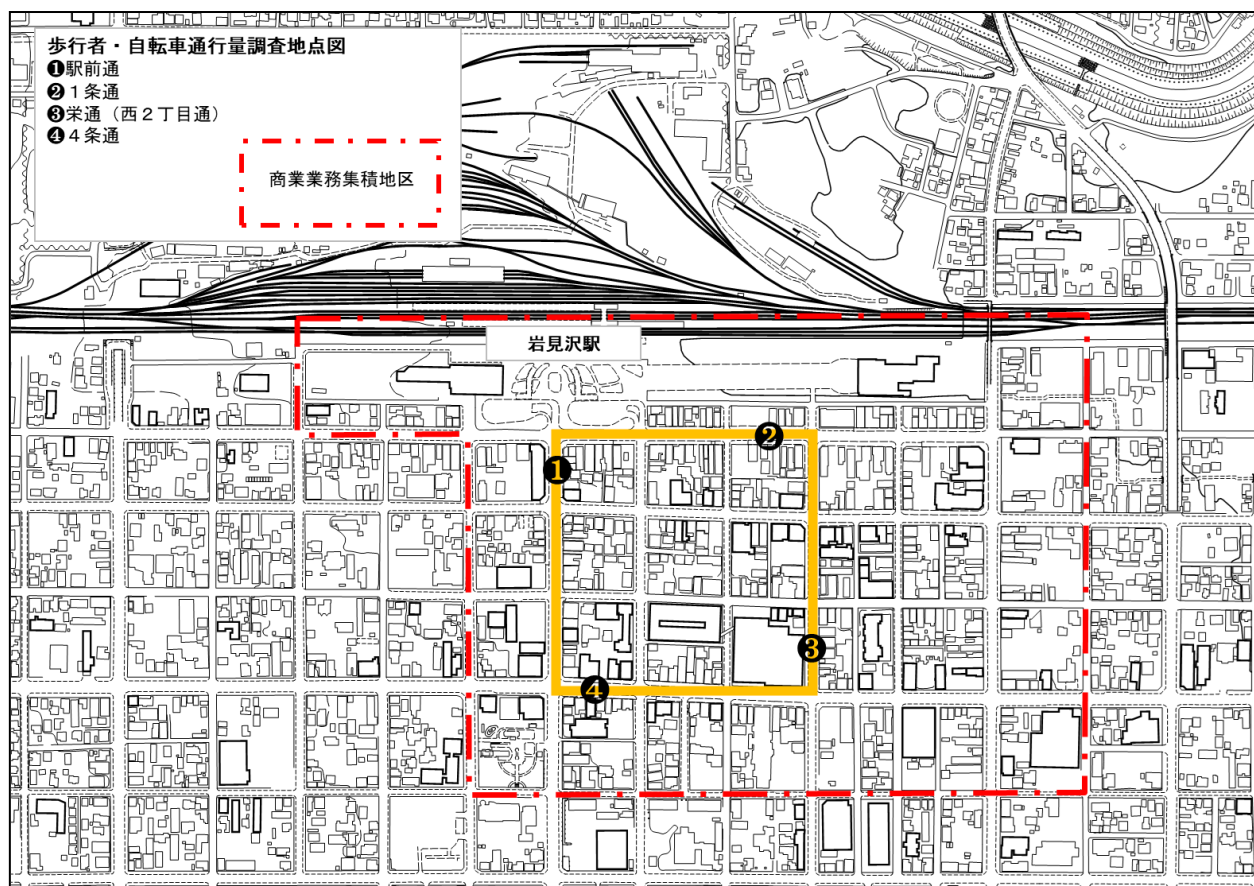 歩行者・自転車通行量調査地点図
❶駅前通
❷１条通
❸栄通（西２丁目通）
❹４条通
商業業務集積地区
岩見沢駅
❷
❶
❸
❹